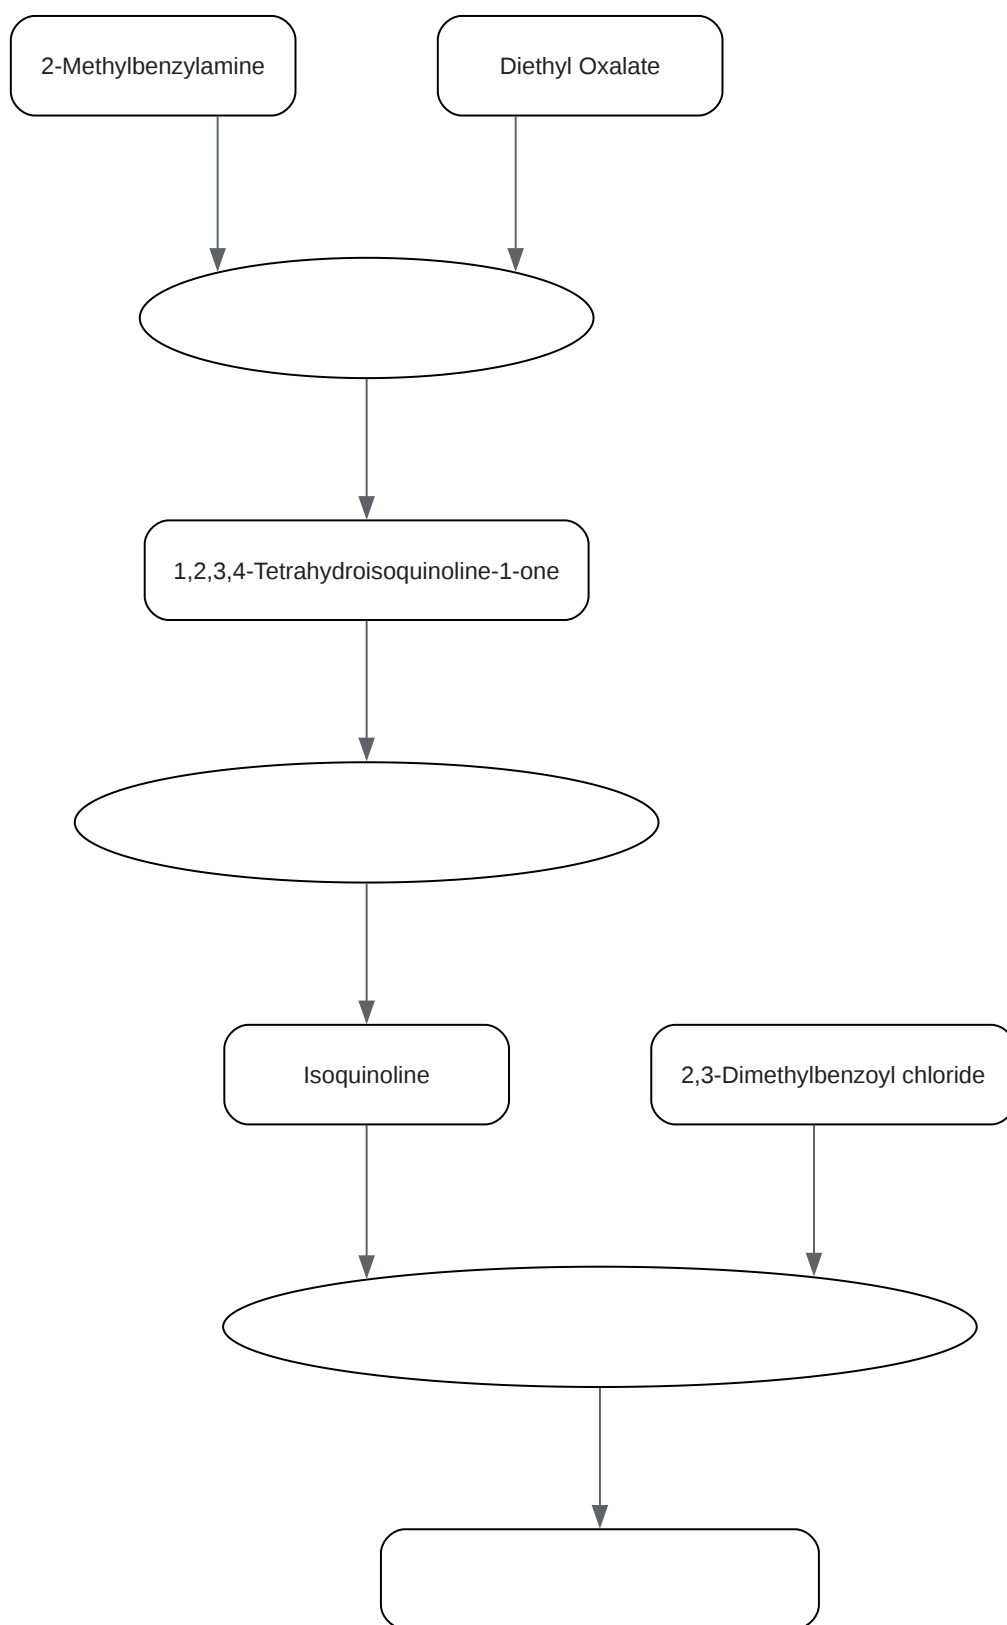 2-Methylbenzylamine
Diethyl Oxalate
1,2,3,4-Tetrahydroisoquinoline-1-one
Isoquinoline
2,3-Dimethylbenzoyl chloride